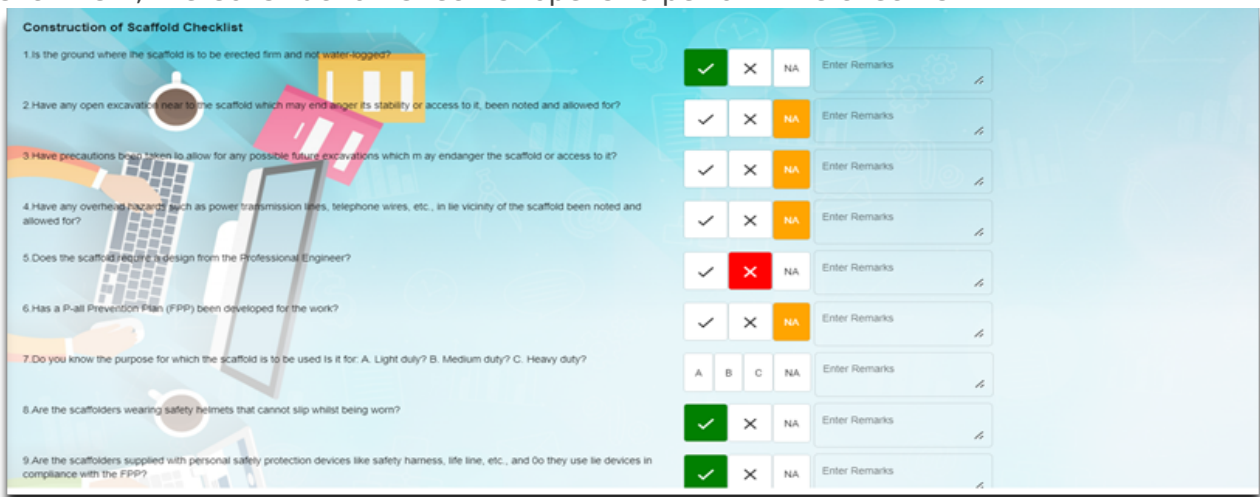 Construction of Scaffold Checklist
1.Is the ground where the scaffold is to be erected firm and not water-logged?
NA
Enter Remarks
2.Have any open excavation near to the scaffold which may end anger its stability or access to it, been noted and allowed for?
NA
Enter Remarks
3.Have precautions been taken lo allow for any possible future excavations which m ay endanger the scaffold or access to it?
NA
Enter Remarks
4.Have any overhead hazards such as power transmission lines, telephone wires, etc., in lie vicinity of the scaffold been noted and
allowed for?
NA
Enter Remarks
5.Does the scaffold require a design from the Professional Engineer?
NA
Enter Remarks
6.Has a P-all Prevention Plan (FPP) been developed for the work?
NA
Enter Remarks
7.Do you know the purpose for which the scaffold is to be used Is it for: A. Light duly? B. Medium duty? C. Heavy duty?
A B C NA
Enter Remarks
8.Are the scaffolders wearing safety helmets that cannot slip whilst being worn?
NA
Enter Remarks
9.Are the scaffolders supplied with personal safely protection devices like safety harness, life line, etc., and 0o they use lie devices in
compliance with the FPP?
NA
Enter Remarks